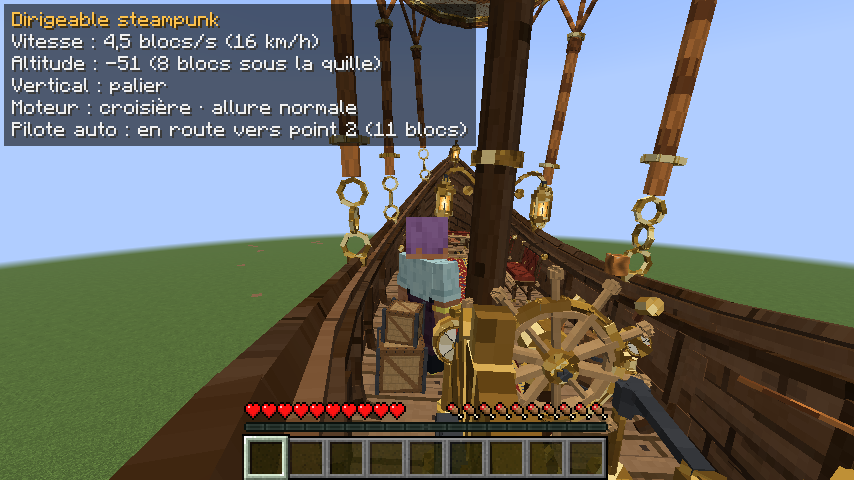 Dirigeable steampunk
Vitesse : 4,5 blocs/s (16 km/h)
Altitude : -51 (8 blocs sous la quille)
Vertical : palier
Moteur : croisière · allure normale
Pilote auto : en route vers point 2 (11 blocs)